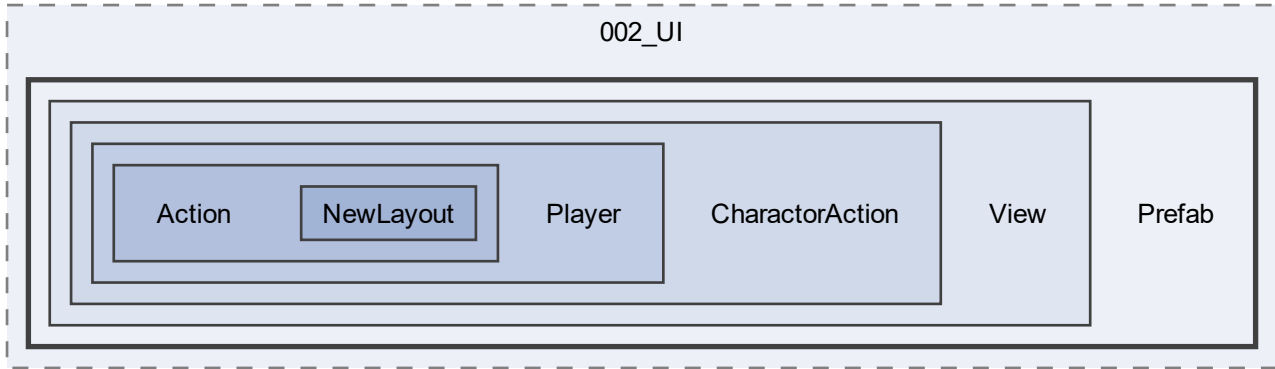 002_UI
Action
NewLayout
Player
CharactorAction
View
Prefab